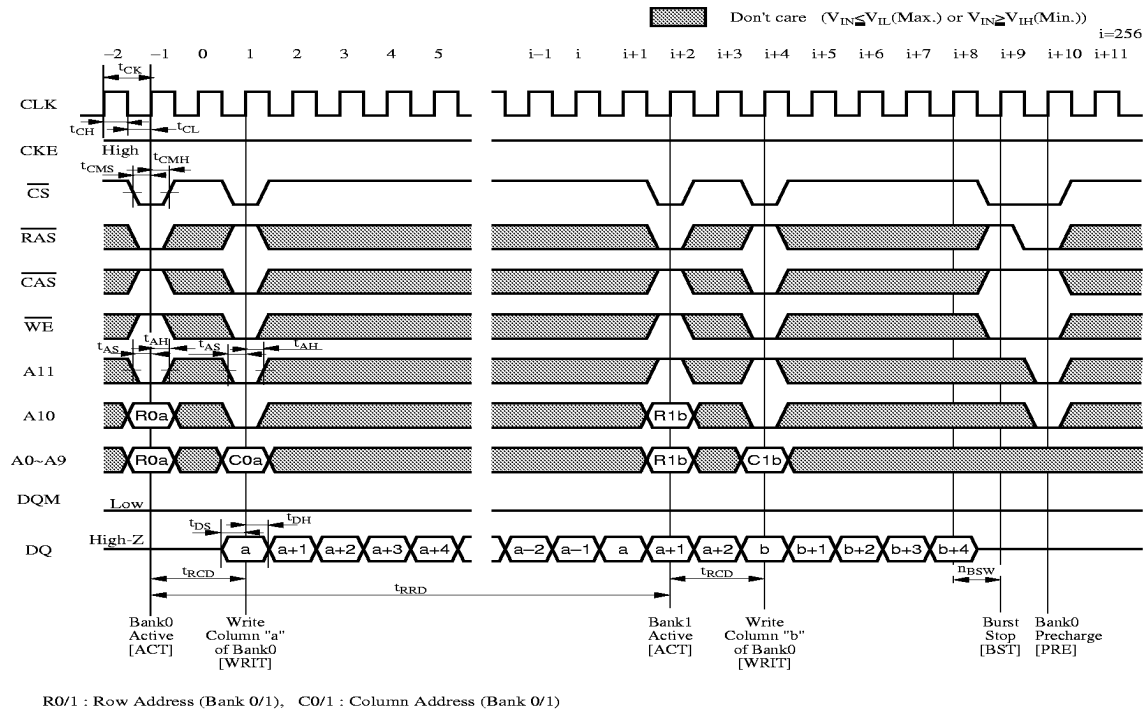 Don't care (VIN≤VIL(Max.) or VIN≥VIH(Min.))
i=256
−2 −1 0 1 2 3 4 5 i−1 i i+1 i+2 i+3 i+4 i+5 i+6 i+7 i+8 i+9 i+10 i+11
tCK
CLK
tCH tCL
CKE High
tCMS tCMH
CS
RAS
CAS
WE
tAS tAH tAS tAH
A11
A10 R0a R1b
A0~A9 R0a C0a R1b C1b
DQM Low
tDS tDH
DQ High-Z a a+1 a+2 a+3 a+4 a−2 a−1 a a+1 a+2 b b+1 b+2 b+3 b+4
tRCD tRCD nBSW
tRRD
Bank0 Active [ACT]
Write Column "a" of Bank0 [WRIT]
Bank1 Active [ACT]
Write Column "b" of Bank0 [WRIT]
Burst Stop [BST]
Bank0 Precharge [PRE]
R0/1 : Row Address (Bank 0/1), C0/1 : Column Address (Bank 0/1)